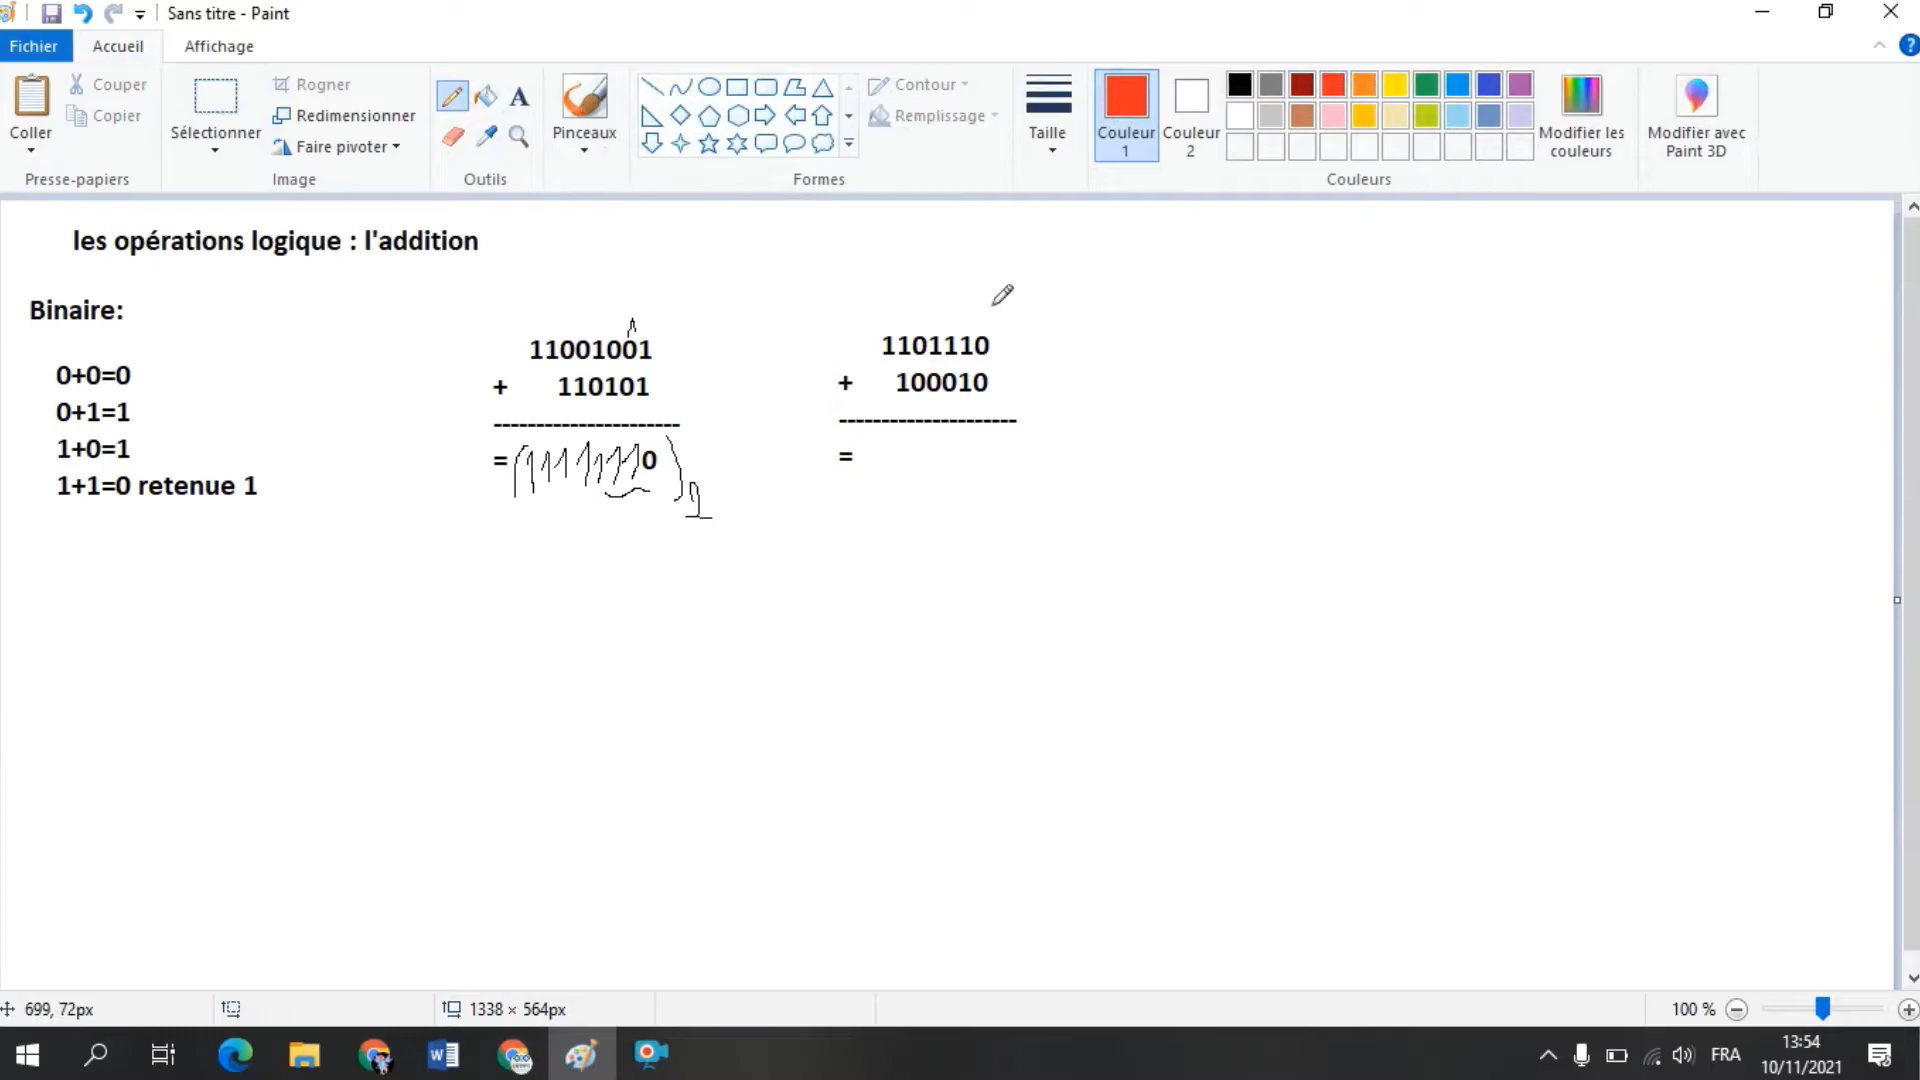 Sans titre - Paint
Fichier Accueil Affichage
Coller
Couper
Copier
Presse-papiers
Sélectionner
Rogner
Redimensionner
Faire pivoter
Image
A
Outils
Pinceaux
Contour
Remplissage
Formes
Taille
Couleur 1
Couleur 2
Couleurs
Modifier les couleurs
Modifier avec Paint 3D
les opérations logique : l'addition
Binaire:
0+0=0
0+1=1
1+0=1
1+1=0 retenue 1
1
11001001
+ 110101
----------------------
=(11111110)2
1101110
+ 100010
---------------------
=
699, 72px
1338 × 564px
100 %
FRA
13:54
10/11/2021